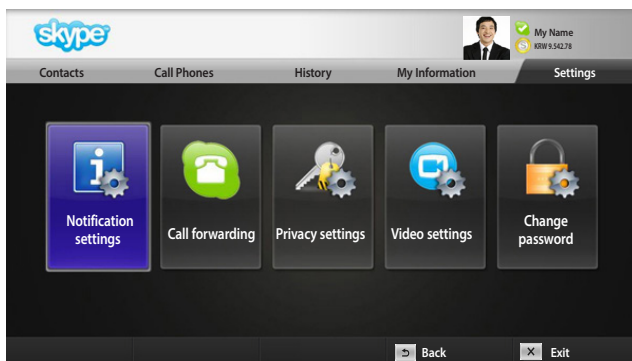 skype
My Name
KRW 9.542.78
Contacts Call Phones History My Information Settings
Notification
settings
Call forwarding
Privacy settings
Video settings
Change
password
Back
Exit